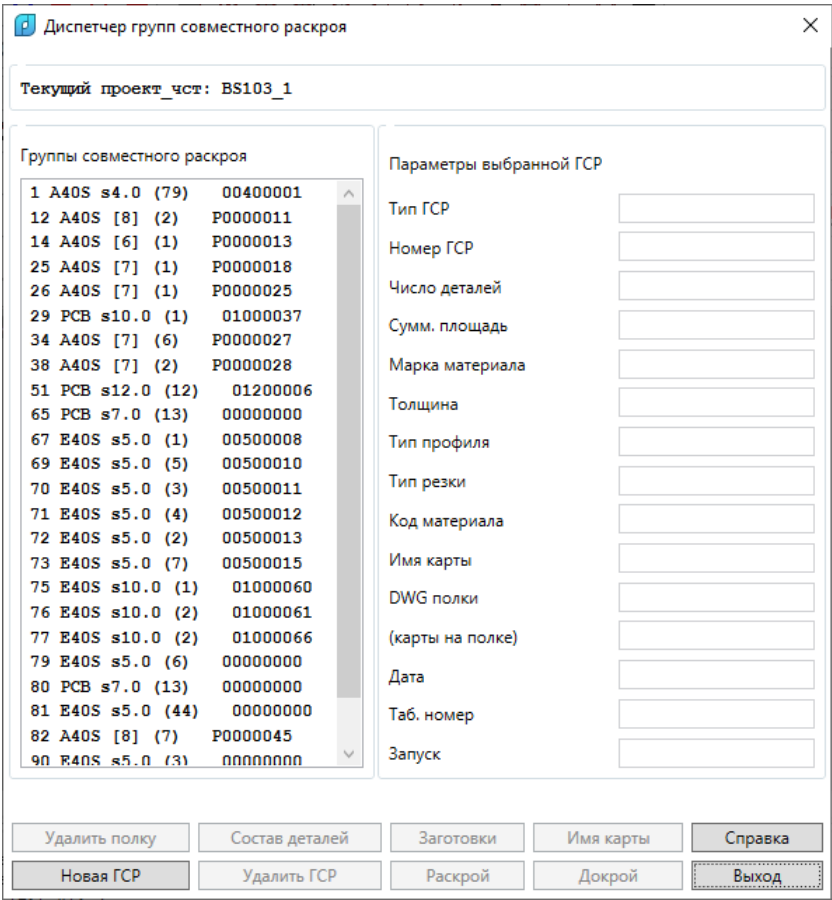 Диспетчер групп совместного раскроя
Текущий проект_чст: BS103_1
Группы совместного раскроя
1 A40S s4.0 (79) 00400001
12 A40S [8] (2) P0000011
14 A40S [6] (1) P0000013
25 A40S [7] (1) P0000018
26 A40S [7] (1) P0000025
29 PCB s10.0 (1) 01000037
34 A40S [7] (6) P0000027
38 A40S [7] (2) P0000028
51 PCB s12.0 (12) 01200006
65 PCB s7.0 (13) 00000000
67 E40S s5.0 (1) 00500008
69 E40S s5.0 (5) 00500010
70 E40S s5.0 (3) 00500011
71 E40S s5.0 (4) 00500012
72 E40S s5.0 (2) 00500013
73 E40S s5.0 (7) 00500015
75 E40S s10.0 (1) 01000060
76 E40S s10.0 (2) 01000061
77 E40S s10.0 (2) 01000066
79 E40S s5.0 (6) 00000000
80 PCB s7.0 (13) 00000000
81 E40S s5.0 (44) 00000000
82 A40S [8] (7) P0000045
90 E40S s5.0 (3) 00000000
Параметры выбранной ГСР
Тип ГСР
Номер ГСР
Число деталей
Сумм. площадь
Марка материала
Толщина
Тип профиля
Тип резки
Код материала
Имя карты
DWG полки
(карты на полке)
Дата
Таб. номер
Запуск
Удалить полку Состав деталей Заготовки Имя карты Справка
Новая ГСР Удалить ГСР Раскрой Докрой Выход